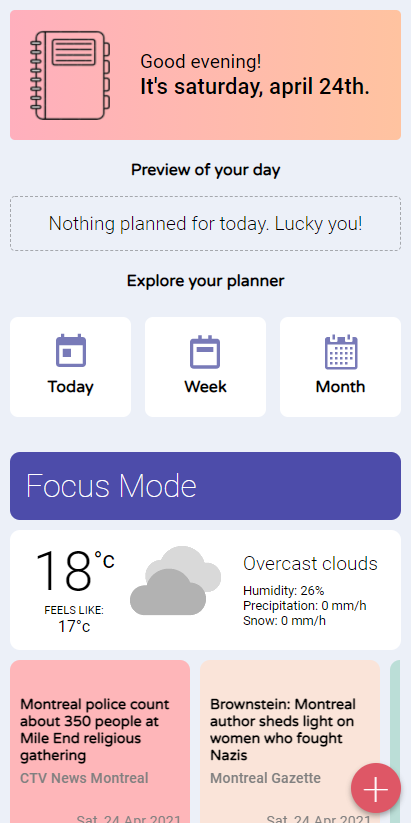 Good evening!
It's saturday, april 24th.
Preview of your day
Nothing planned for today. Lucky you!
Explore your planner
Today
Week
Month
Focus Mode
18°c
FEELS LIKE:
17°c
Overcast clouds
Humidity: 26%
Precipitation: 0 mm/h
Snow: 0 mm/h
Montreal police count
about 350 people at
Mile End religious
gathering
CTV News Montreal
Sat, 24 Apr 2021
Brownstein: Montreal
author sheds light on
women who fought
Nazis
Montreal Gazette
Sat, 24 Apr 2021